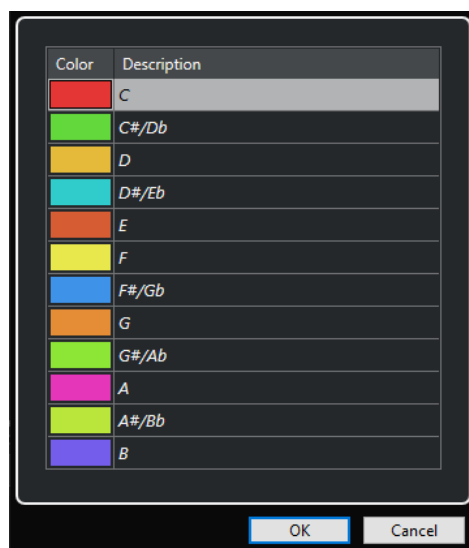 Color Description
C
C#/Db
D
D#/Eb
E
F
F#/Gb
G
G#/Ab
A
A#/Bb
B
OK Cancel